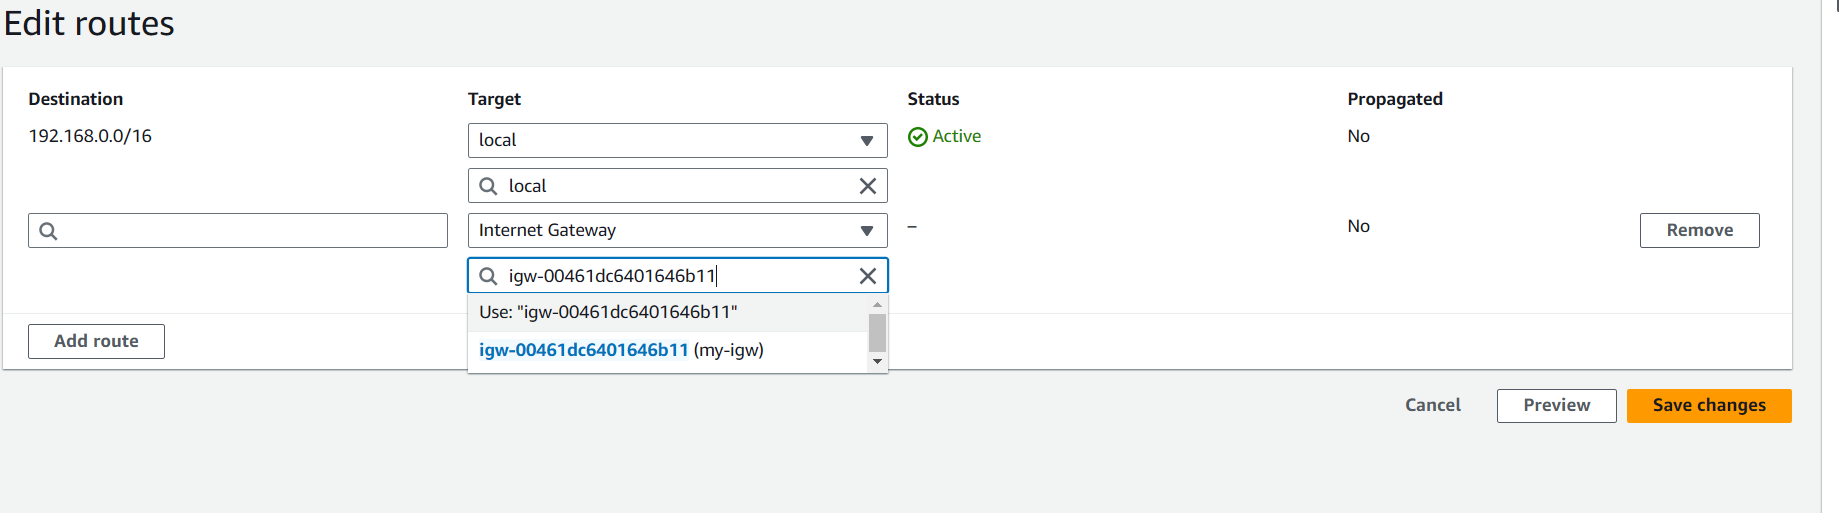 Edit routes
Destination Target Status Propagated
192.168.0.0/16 local Active No
local
Internet Gateway – No Remove
igw-00461dc6401646b11
Use: "igw-00461dc6401646b11"
Add route
igw-00461dc6401646b11 (my-igw)
Cancel Preview Save changes